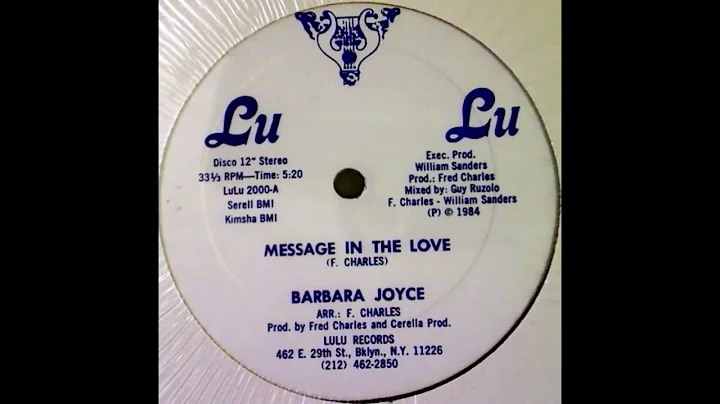 Lu
Lu
Disco 12" Stereo
33⅓ RPM—Time: 5:20
LuLu 2000-A
Serell BMI
Kimsha BMI
Exec. Prod.
William Sanders
Prod.: Fred Charles
Mixed by: Guy Ruzolo
F. Charles - William Sanders
(P) © 1984
MESSAGE IN THE LOVE
(F. CHARLES)
BARBARA JOYCE
ARR.: F. CHARLES
Prod. by Fred Charles and Cerella Prod.
LULU RECORDS
462 E. 29th St., Bklyn., N.Y. 11226
(212) 462-2850